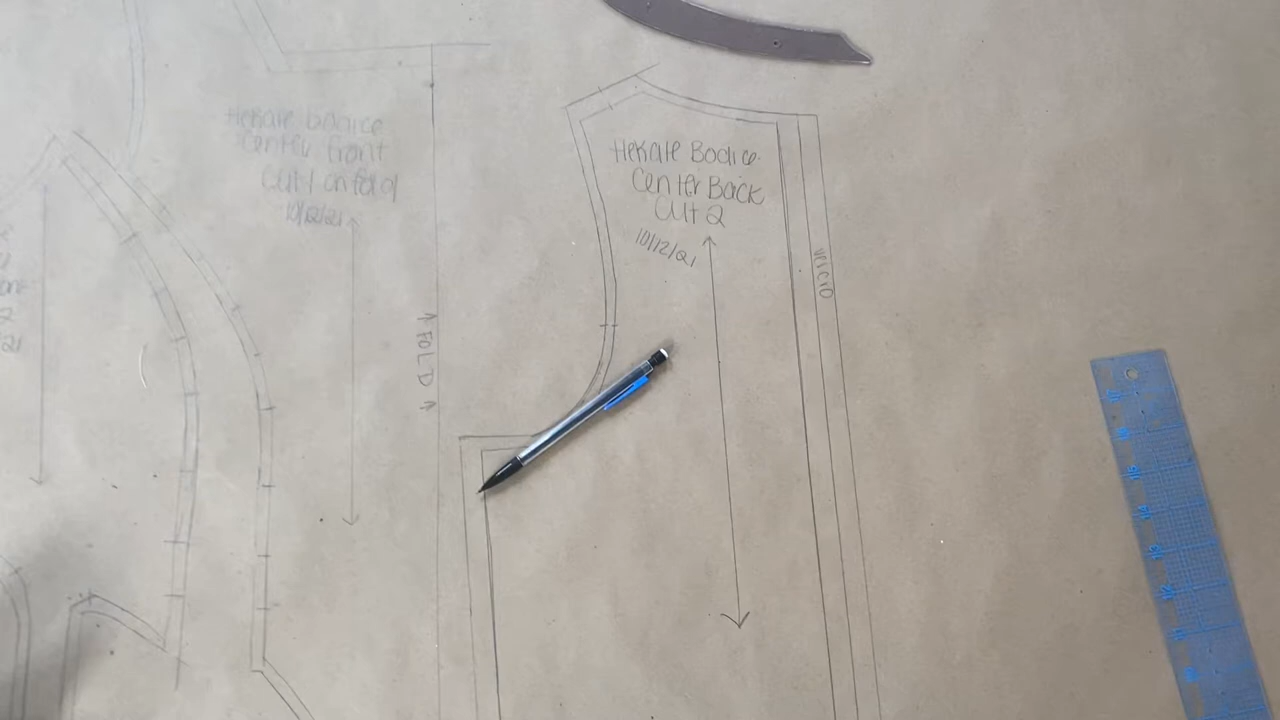 Hekate Bodice
Center front
Cut 1 on fold
10/12/21
FOLD
Hekate Bodice
Center Back
Cut 2
10/12/21
velcro
21